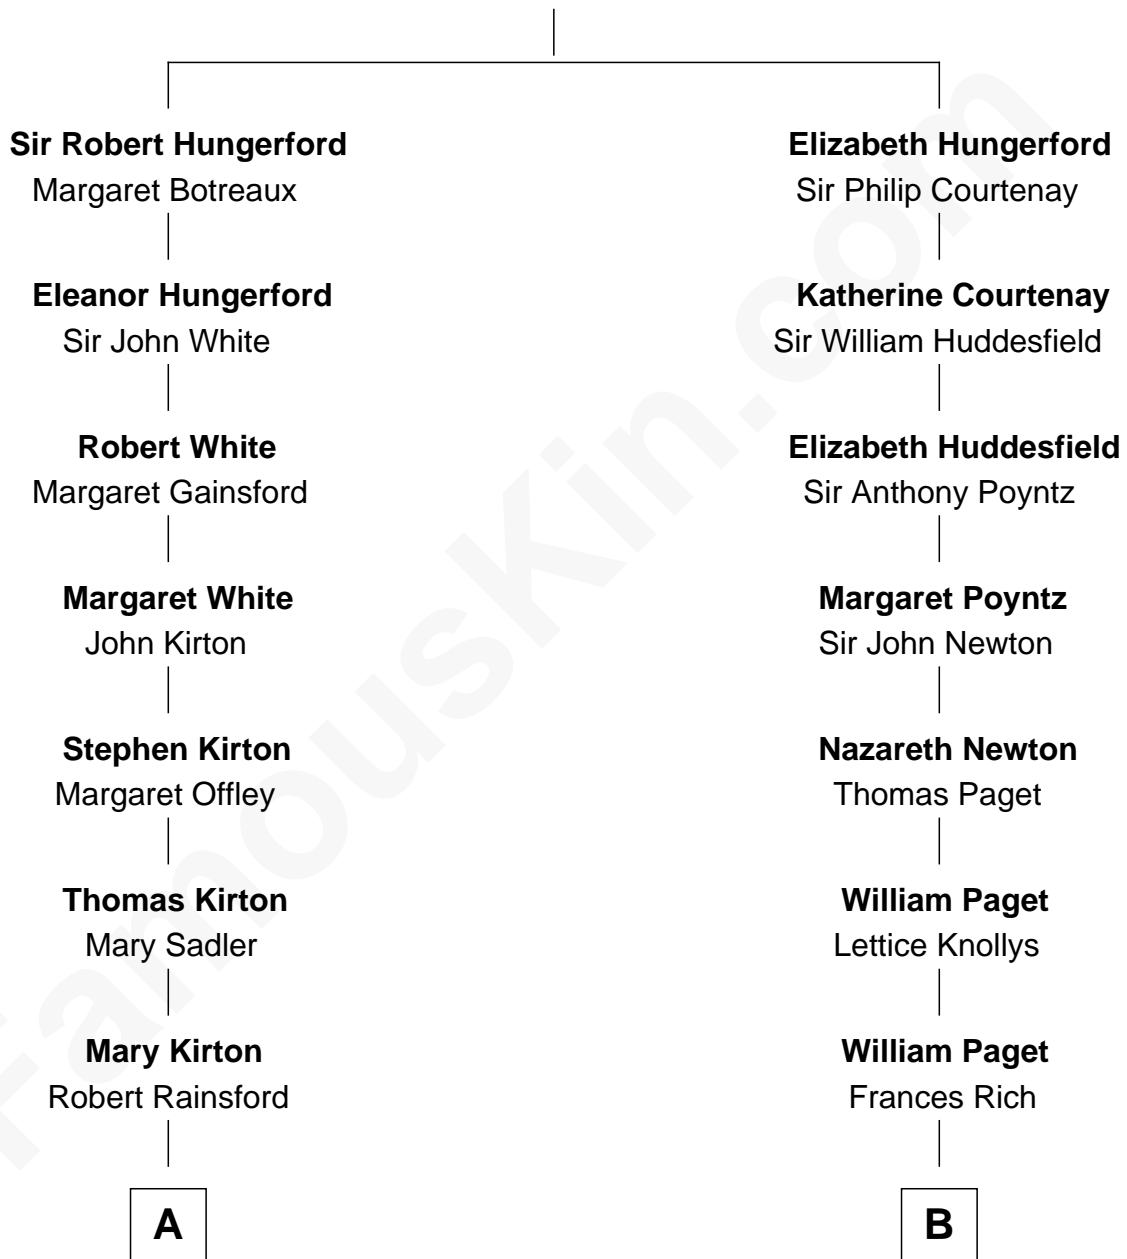 Sir Robert Hungerford
Margaret Botreaux
Eleanor Hungerford
Sir John White
Robert White
Margaret Gainsford
Margaret White
John Kirton
Stephen Kirton
Margaret Offley
Thomas Kirton
Mary Sadler
Mary Kirton
Robert Rainsford
A
Elizabeth Hungerford
Sir Philip Courtenay
Katherine Courtenay
Sir William Huddesfield
Elizabeth Huddesfield
Sir Anthony Poyntz
Margaret Poyntz
Sir John Newton
Nazareth Newton
Thomas Paget
William Paget
Lettice Knollys
William Paget
Frances Rich
B
FamousKin.com